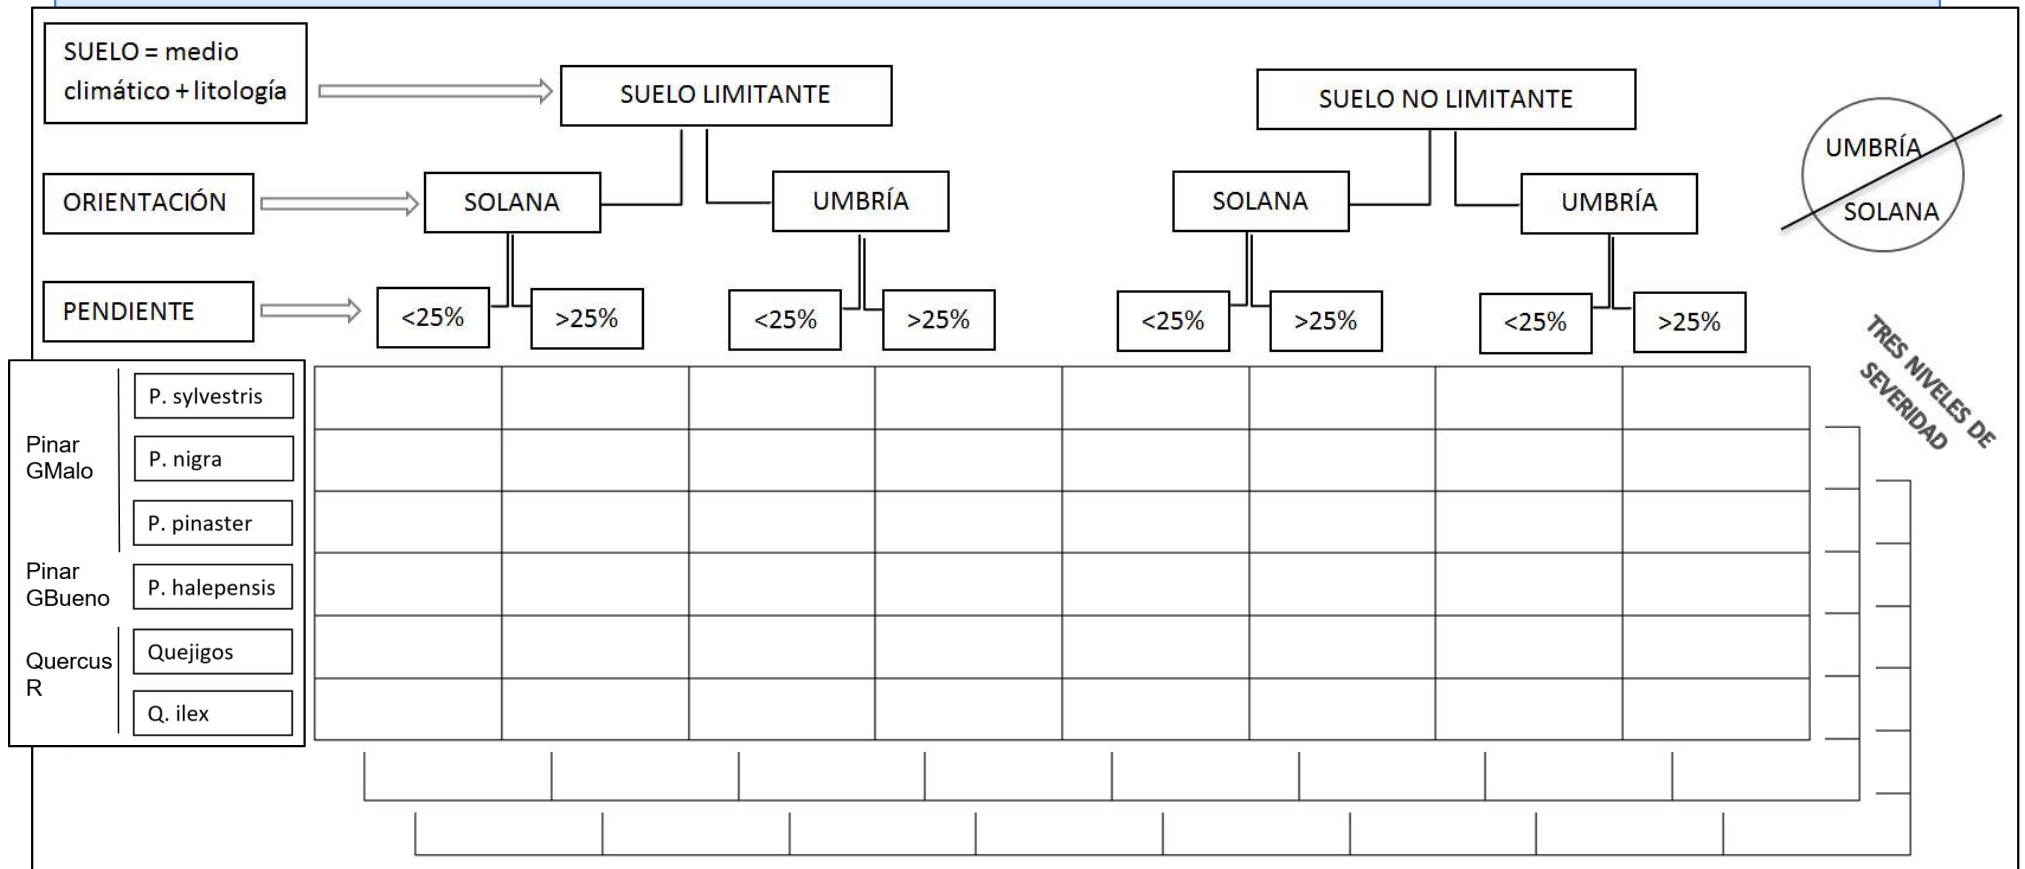 SUELO = medio
climático + litología
SUELO LIMITANTE
SUELO NO LIMITANTE
UMBRÍA
SOLANA
ORIENTACIÓN
SOLANA
UMBRÍA
SOLANA
UMBRÍA
PENDIENTE
<25%
>25%
<25%
>25%
<25%
>25%
<25%
>25%
TRES NIVELES DE
SEVERIDAD
Pinar
GMalo
P. sylvestris
P. nigra
P. pinaster
Pinar
GBueno
P. halepensis
Quercus
R
Quejigos
Q. ilex